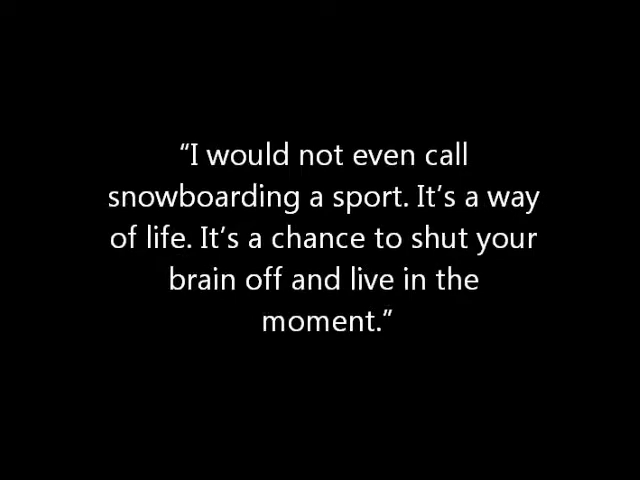 “I would not even call
snowboarding a sport. It’s a way
of life. It’s a chance to shut your
brain off and live in the
moment.”